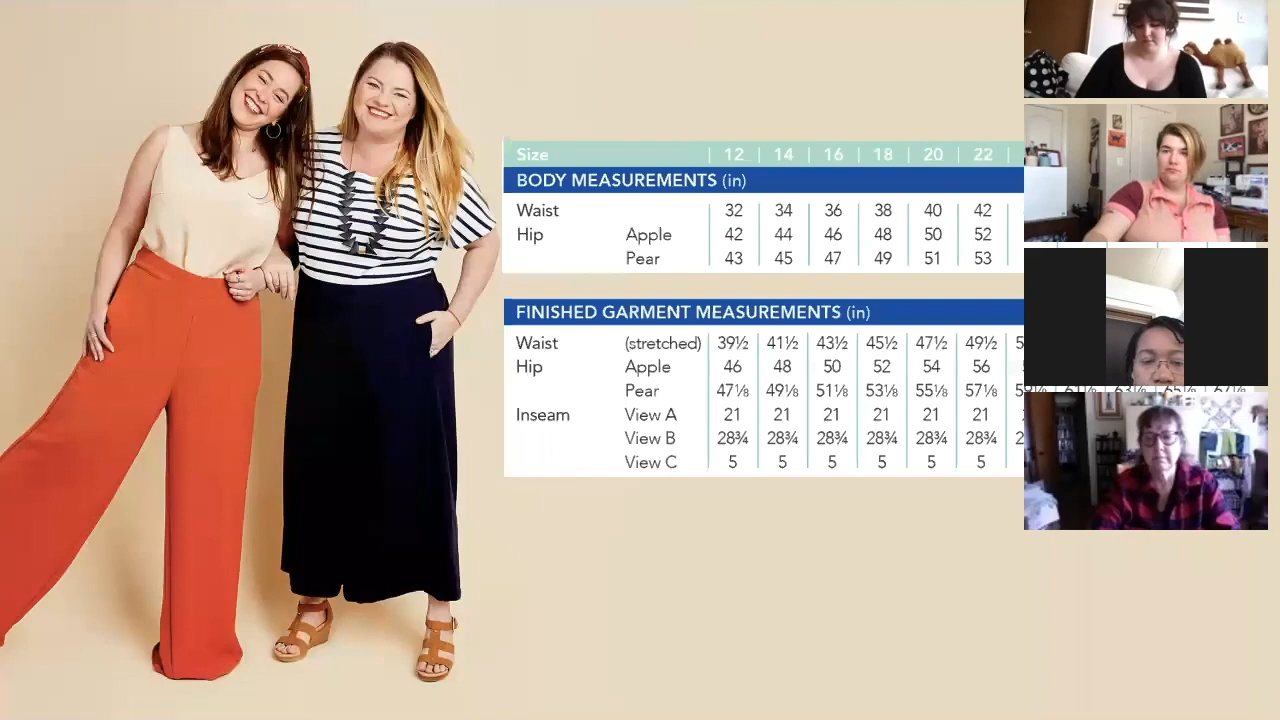 Size 12 14 16 18 20 22
BODY MEASUREMENTS (in)
Waist 32 34 36 38 40 42
Hip Apple 42 44 46 48 50 52
Pear 43 45 47 49 51 53
FINISHED GARMENT MEASUREMENTS (in)
Waist (stretched) 39½ 41½ 43½ 45½ 47½ 49½
Hip Apple 46 48 50 52 54 56
Pear 47⅛ 49⅛ 51⅛ 53⅛ 55⅛ 57⅛
Inseam View A 21 21 21 21 21 21
View B 28¾ 28¾ 28¾ 28¾ 28¾ 28¾
View C 5 5 5 5 5 5